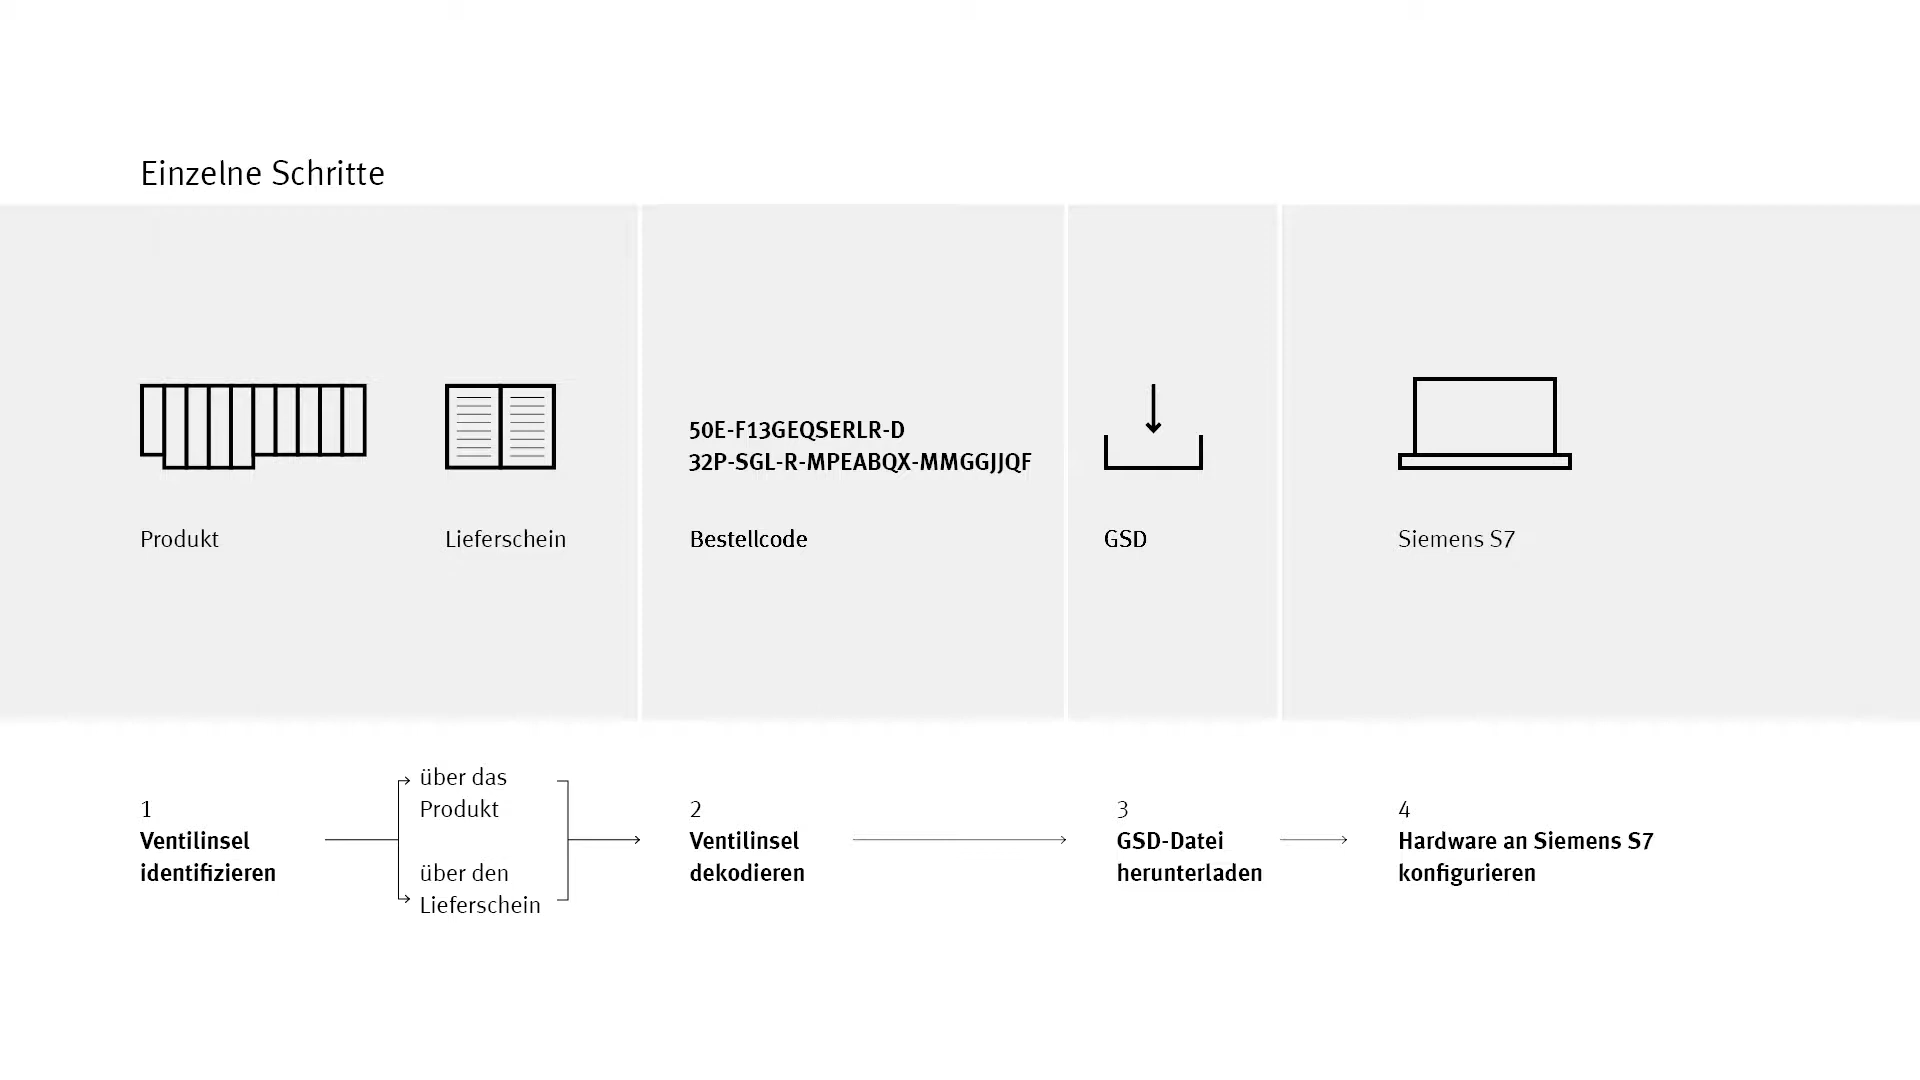 Einzelne Schritte
50E-F13GEQSERLR-D
32P-SGL-R-MPEABQX-MMGGJJQF
Produkt
Lieferschein
Bestellcode
GSD
Siemens S7
1
Ventilinsel
identifizieren
über das
Produkt
über den
Lieferschein
2
Ventilinsel
dekodieren
3
GSD-Datei
herunterladen
4
Hardware an Siemens S7
konfigurieren